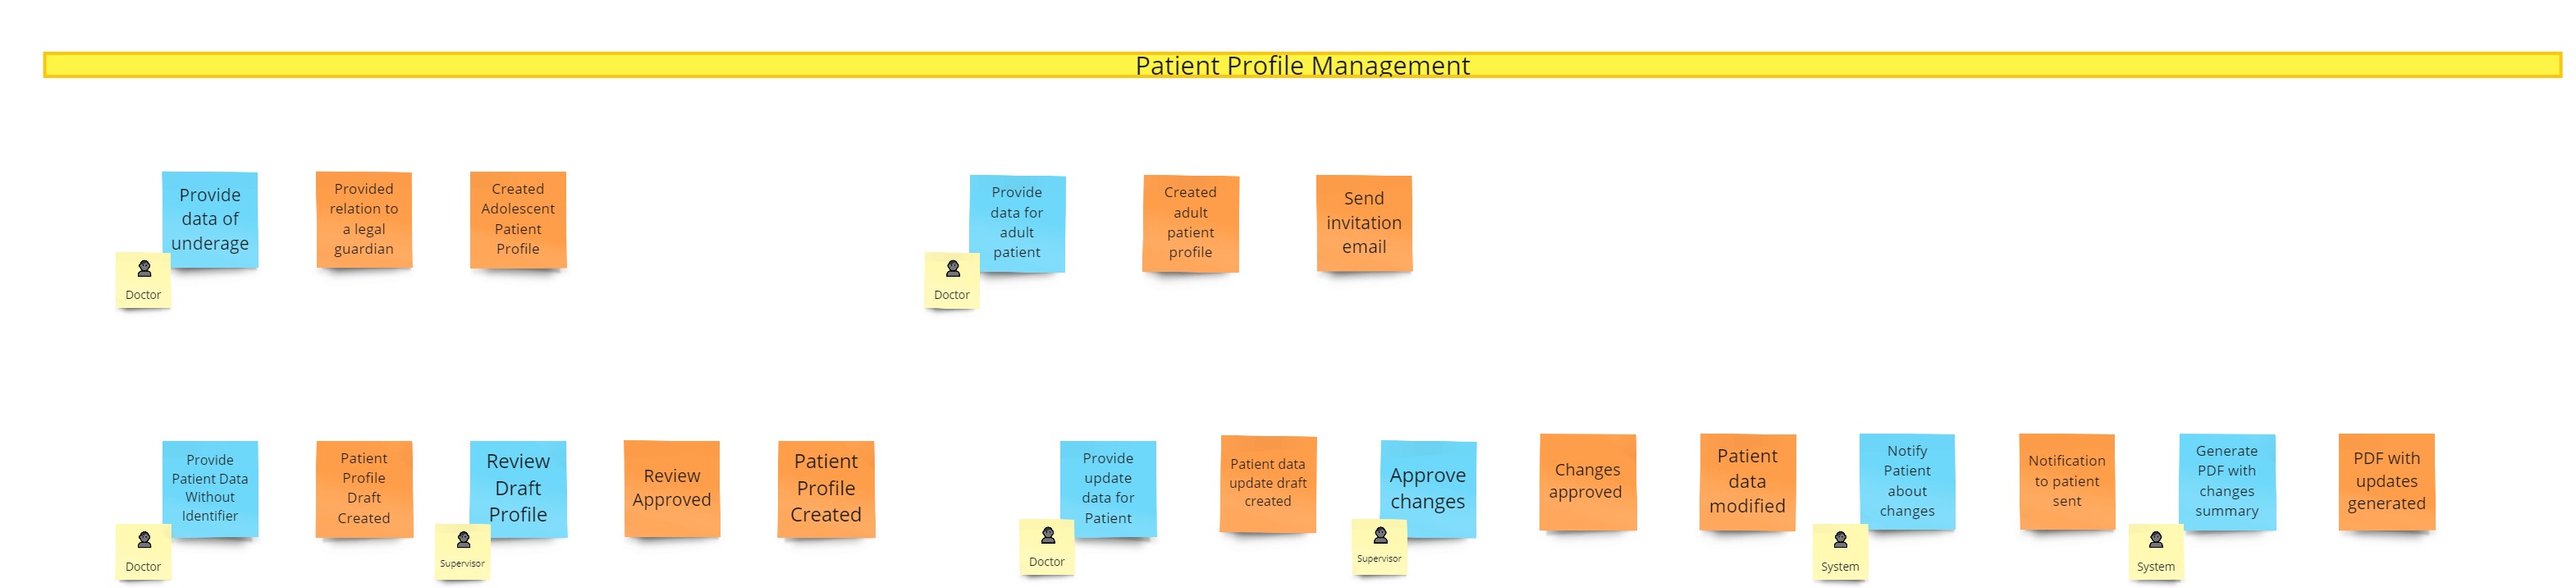 Patient Profile Management
Provide
data of
underage
Doctor
Provided
relation to
a legal
guardian
Created
Adolescent
Patient
Profile
Provide
data for
adult
patient
Doctor
Created
adult
patient
profile
Send
invitation
email
Provide
Patient Data
Without
Identifier
Doctor
Patient
Profile
Draft
Created
Review
Draft
Profile
Supervisor
Review
Approved
Patient
Profile
Created
Provide
update
data for
Patient
Doctor
Patient data
update draft
created
Approve
changes
Supervisor
Changes
approved
Patient
data
modified
Notify
Patient
about
changes
System
Notification
to patient
sent
Generate
PDF with
changes
summary
System
PDF with
updates
generated